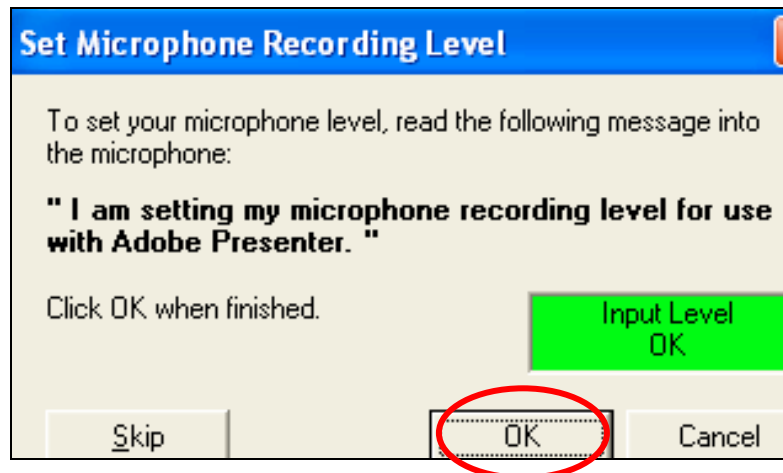 Set Microphone Recording Level
To set your microphone level, read the following message into
the microphone:
" I am setting my microphone recording level for use
with Adobe Presenter. "
Click OK when finished.
Input Level
OK
Skip
OK
Cancel